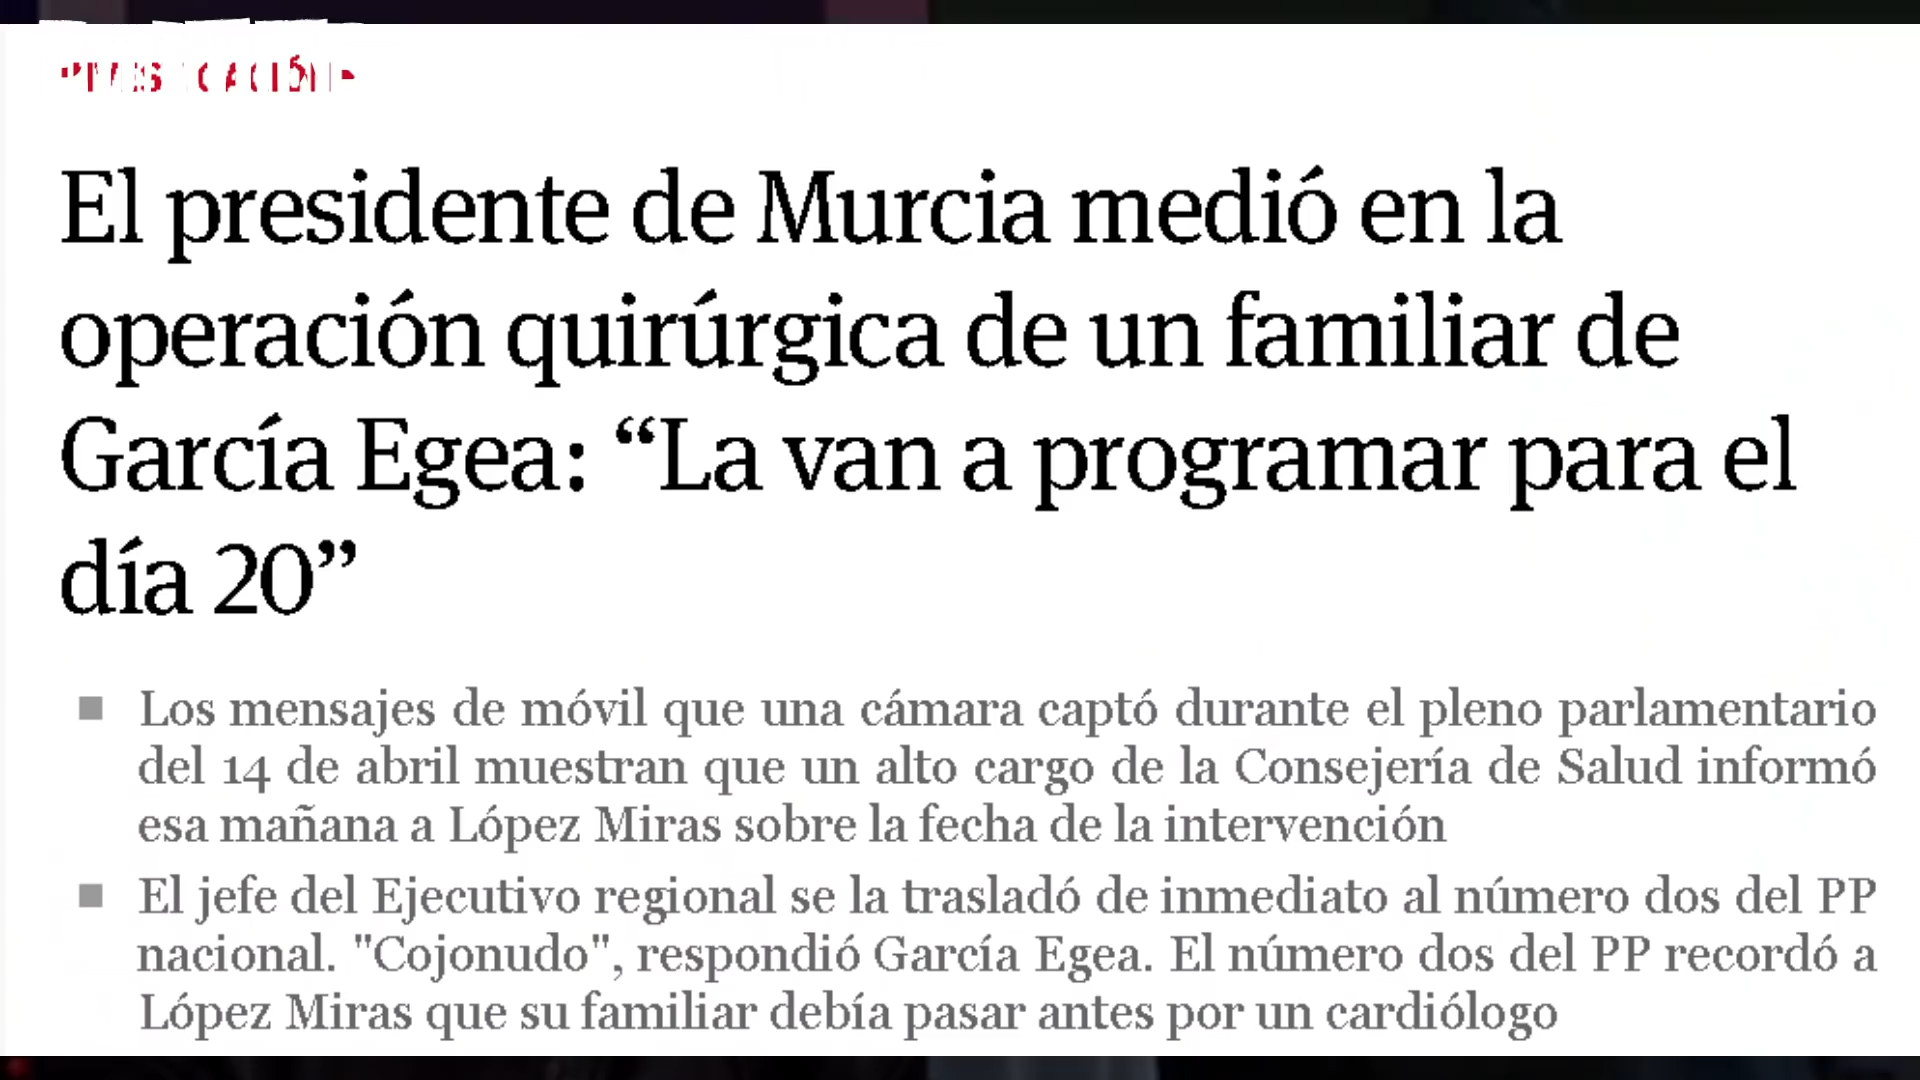 El presidente de Murcia medió en la
operación quirúrgica de un familiar de
García Egea: “La van a programar para el
día 20”
Los mensajes de móvil que una cámara captó durante el pleno parlamentario
del 14 de abril muestran que un alto cargo de la Consejería de Salud informó
esa mañana a López Miras sobre la fecha de la intervención
El jefe del Ejecutivo regional se la trasladó de inmediato al número dos del PP
nacional. "Cojonudo", respondió García Egea. El número dos del PP recordó a
López Miras que su familiar debía pasar antes por un cardiólogo